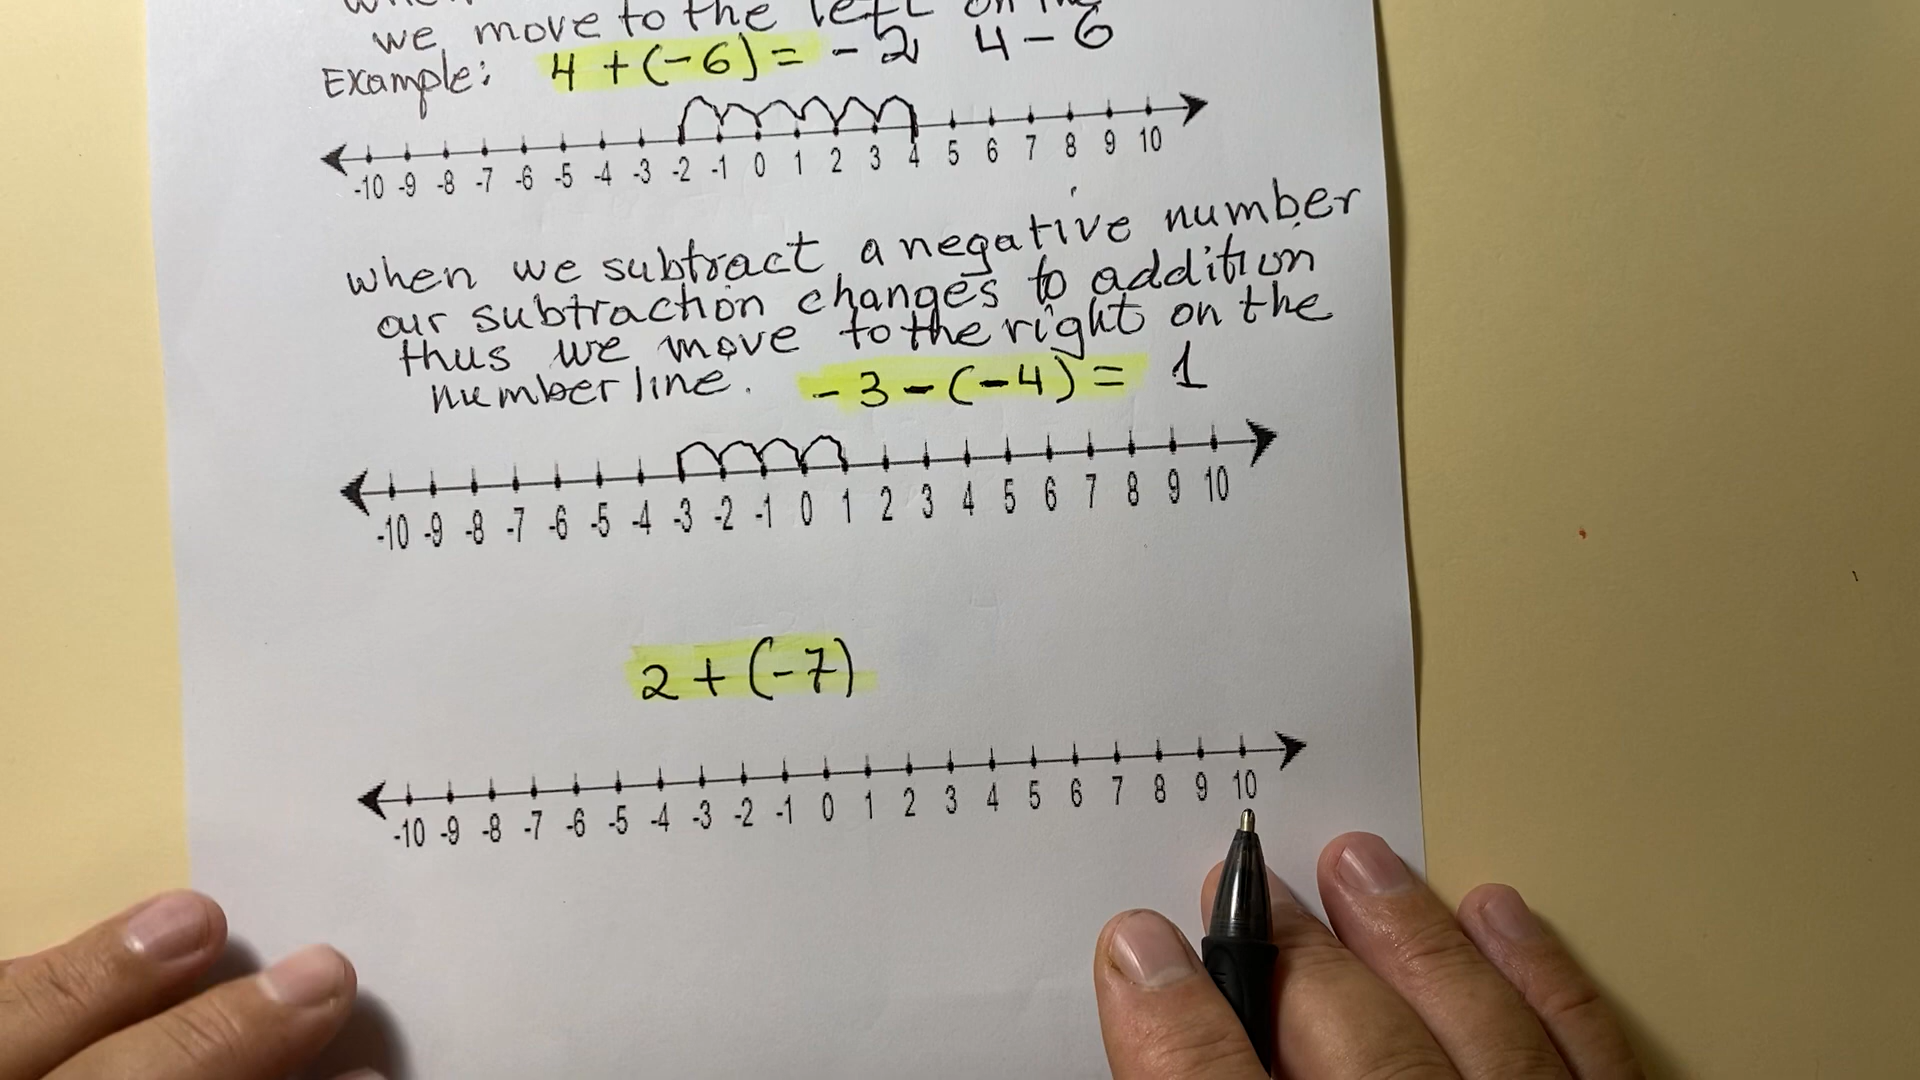 we move to the left on the
Example: 4 + (-6) = - 2 4 - 6
-10 -9 -8 -7 -6 -5 -4 -3 -2 -1 0 1 2 3 4 5 6 7 8 9 10
when we subtract a negative number
our subtraction changes to addition
thus we move to the right on the
number line. - 3 - (- 4) = 1
-10 -9 -8 -7 -6 -5 -4 -3 -2 -1 0 1 2 3 4 5 6 7 8 9 10
2 + (-7)
-10 -9 -8 -7 -6 -5 -4 -3 -2 -1 0 1 2 3 4 5 6 7 8 9 10